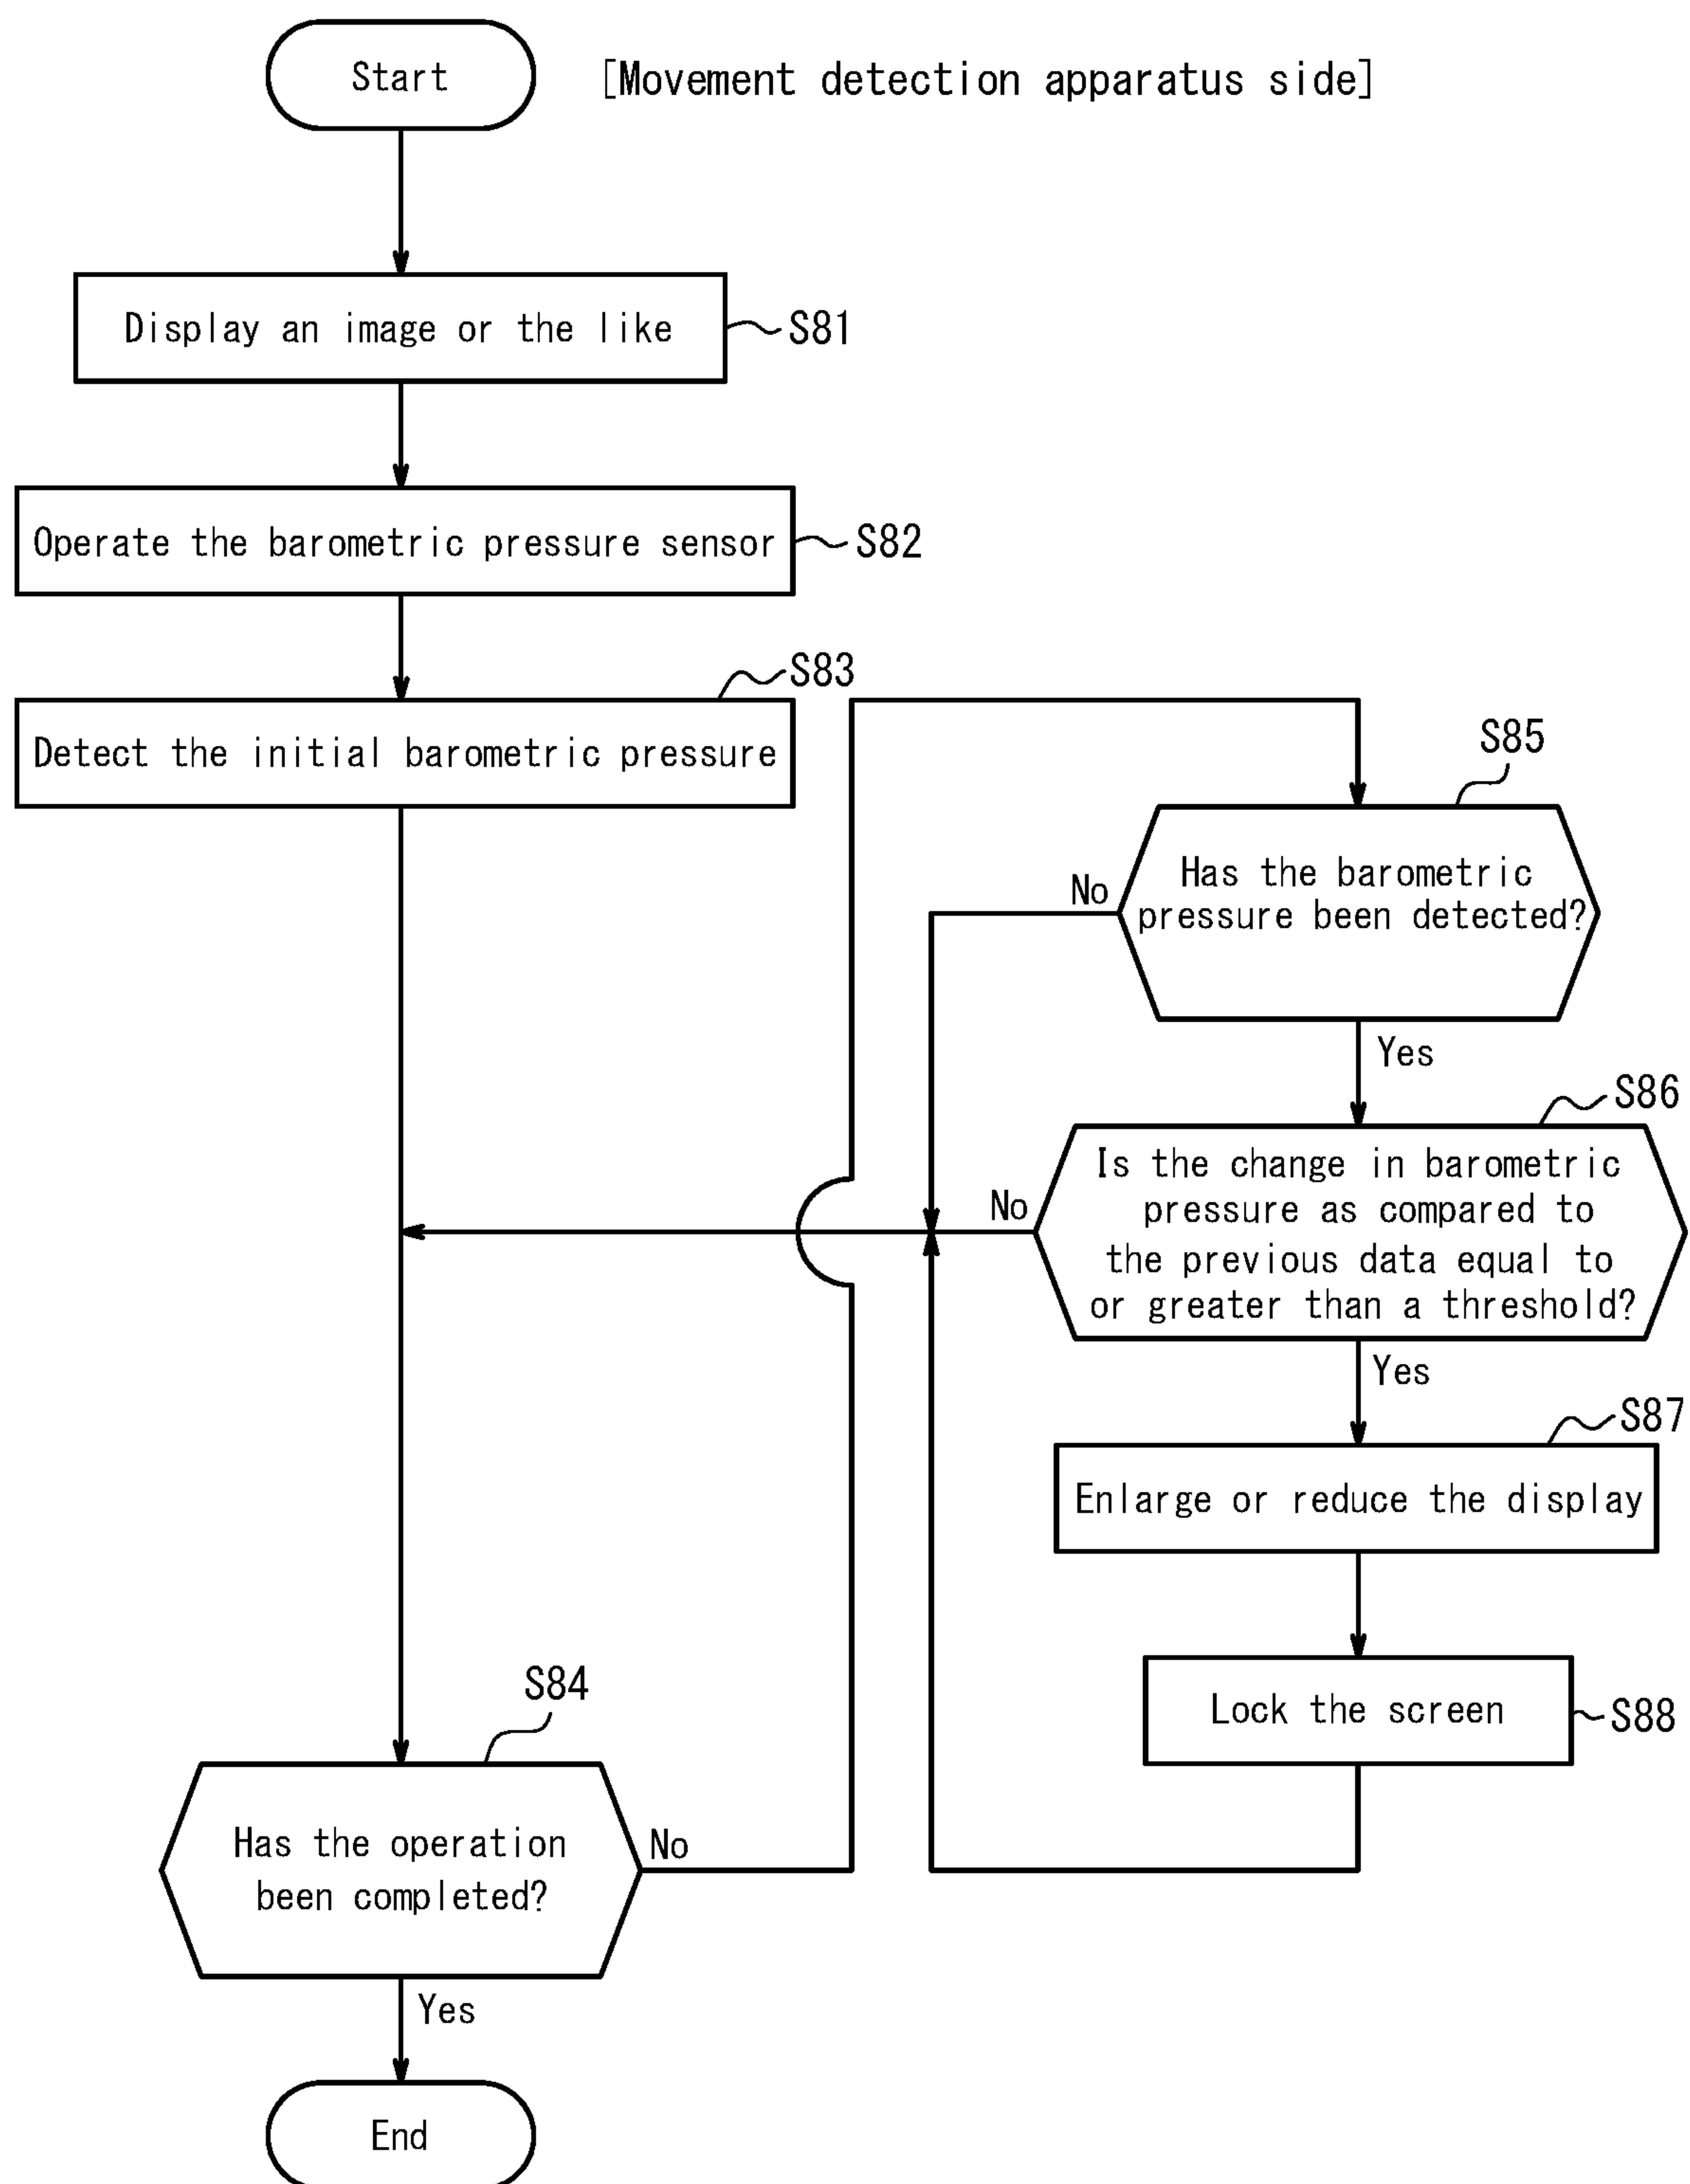 Start
[Movement detection apparatus side]
Display an image or the like
S81
Operate the barometric pressure sensor
S82
S83
Detect the initial barometric pressure
S85
Has the barometric
pressure been detected?
No
Yes
S86
Is the change in barometric
pressure as compared to
the previous data equal to
or greater than a threshold?
No
Yes
S87
Enlarge or reduce the display
Lock the screen
S88
S84
Has the operation
been completed?
No
Yes
End